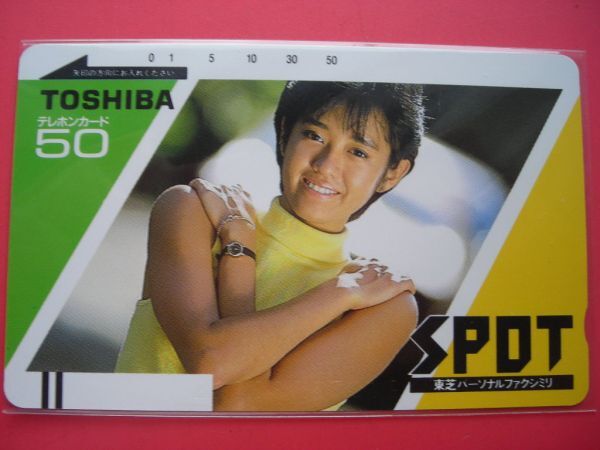 0 1 5 10 30 50
矢印の方向にお入れください
TOSHIBA
テレホンカード
50
SPOT
東芝パーソナルファクシミリ